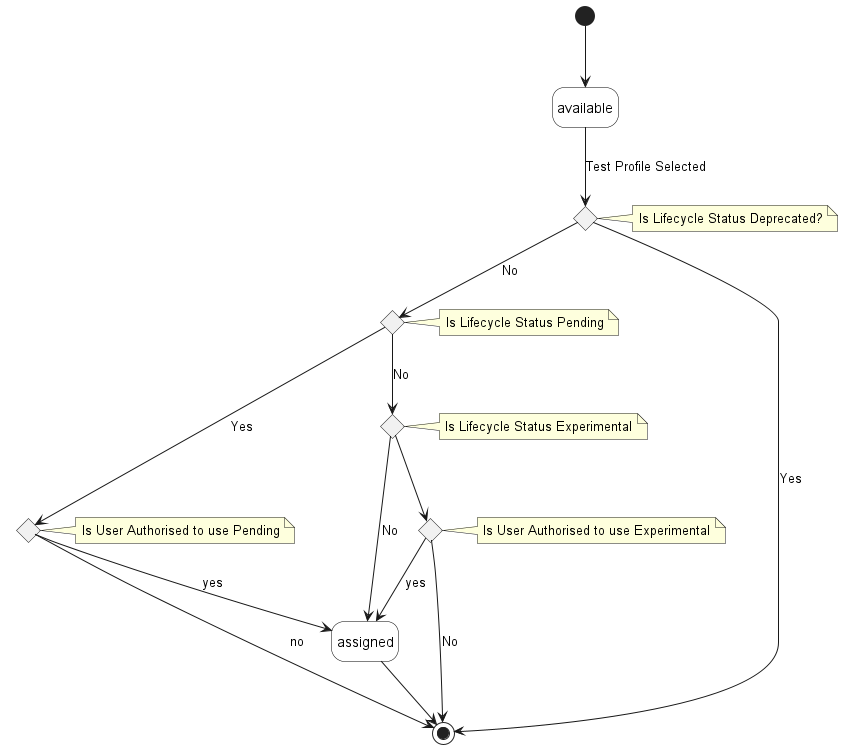 available
Test Profile Selected
Is Lifecycle Status Deprecated?
No
Is Lifecycle Status Pending
No
Yes
Is Lifecycle Status Experimental
Yes
Is User Authorised to use Pending
No
Is User Authorised to use Experimental
yes
yes
assigned
no
No